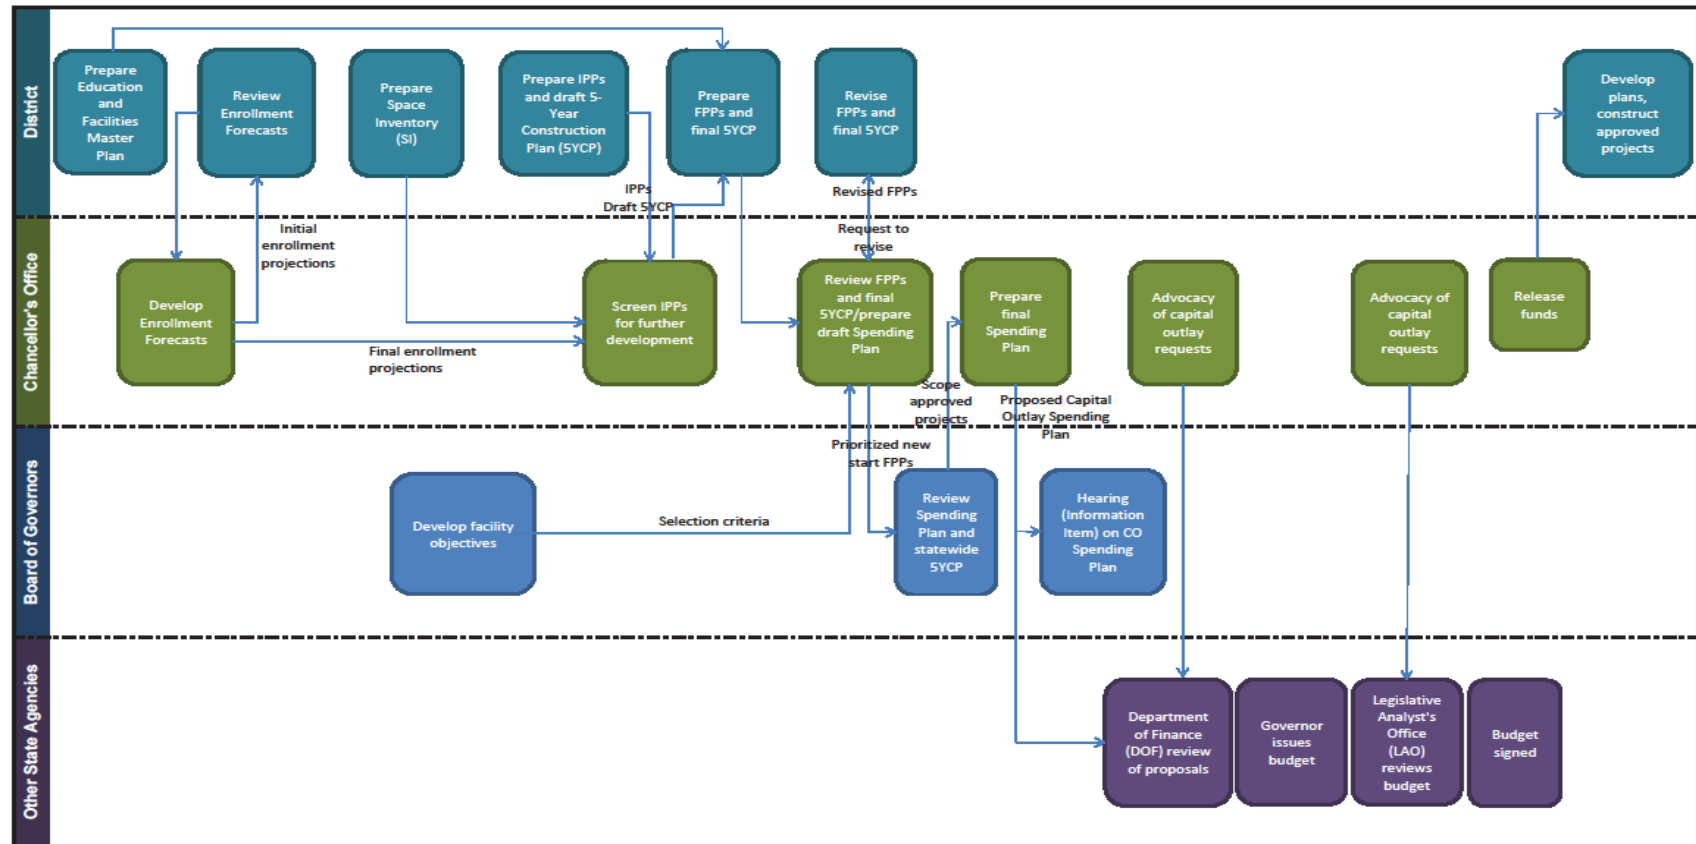 District
Prepare
Education
and
Facilities
Master
Plan
Review
Enrollment
Forecasts
Prepare
Space
Inventory
(SI)
Prepare IPPs
and draft 5-
Year
Construction
Plan (5YCP)
Prepare
FPPs and
final 5YCP
Revise
FPPs and
final 5YCP
Develop
plans,
construct
approved
projects
IPPs
Draft 5YCP
Revised FPPs
Chancellor's Office
Initial
enrollment
projections
Request to
revise
Develop
Enrollment
Forecasts
Final enrollment
projections
Screen IPPs
for further
development
Review FPPs
and final
5YCP/prepare
draft Spending
Plan
Prepare
final
Spending
Plan
Advocacy
of capital
outlay
requests
Advocacy of
capital
outlay
requests
Release
funds
Scope
approved
projects
Proposed Capital
Outlay Spending
Plan
Board of Governors
Prioritized new
start FPPs
Develop facility
objectives
Selection criteria
Review
Spending
Plan and
statewide
5YCP
Hearing
(Information
Item) on CO
Spending
Plan
Other State Agencies
Department
of Finance
(DOF) review
of proposals
Governor
issues
budget
Legislative
Analyst's
Office
(LAO)
reviews
budget
Budget
signed